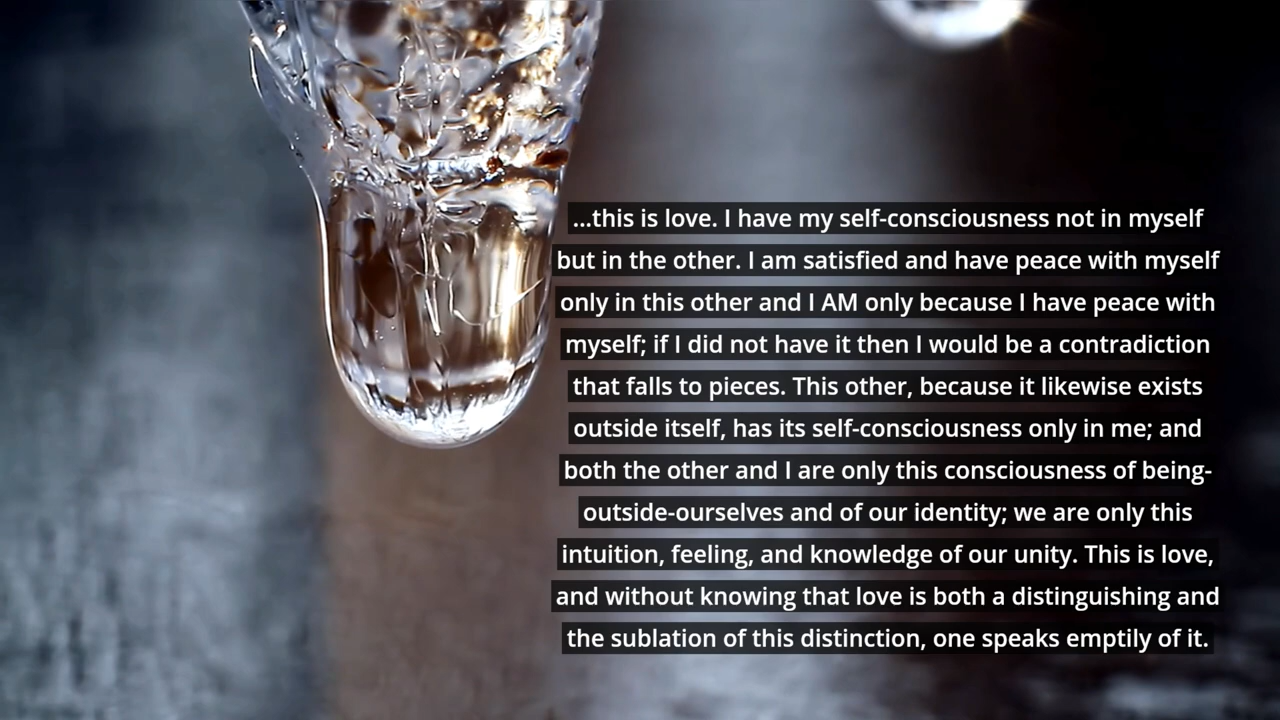 ...this is love. I have my self-consciousness not in myself
but in the other. I am satisfied and have peace with myself
only in this other and I AM only because I have peace with
myself; if I did not have it then I would be a contradiction
that falls to pieces. This other, because it likewise exists
outside itself, has its self-consciousness only in me; and
both the other and I are only this consciousness of being-
outside-ourselves and of our identity; we are only this
intuition, feeling, and knowledge of our unity. This is love,
and without knowing that love is both a distinguishing and
the sublation of this distinction, one speaks emptily of it.